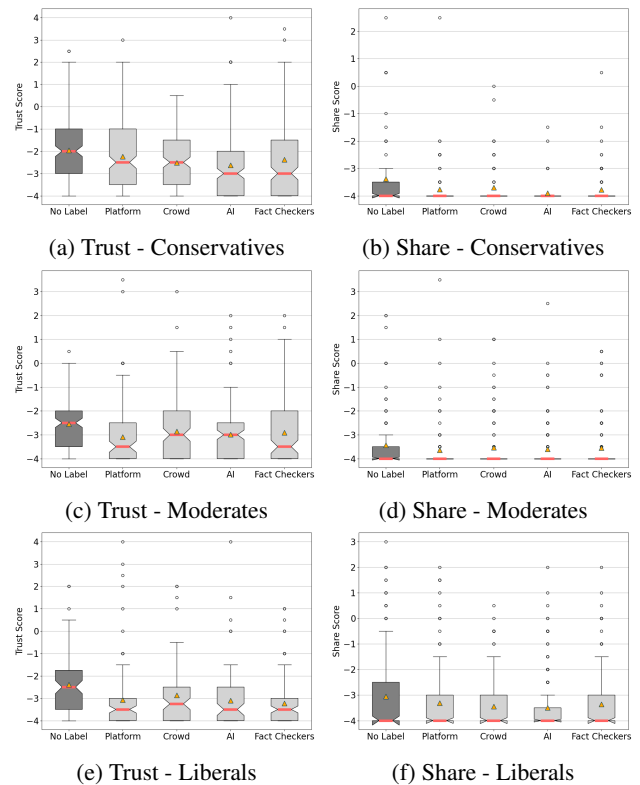 4
3
2
1
0
−1
−2
−3
−4
Trust Score
No Label Platform Crowd AI Fact Checkers
(a) Trust - Conservatives
2
1
0
−1
−2
−3
−4
Share Score
No Label Platform Crowd AI Fact Checkers
(b) Share - Conservatives
3
2
1
0
−1
−2
−3
−4
Trust Score
No Label Platform Crowd AI Fact Checkers
(c) Trust - Moderates
3
2
1
0
−1
−2
−3
−4
Share Score
No Label Platform Crowd AI Fact Checkers
(d) Share - Moderates
4
3
2
1
0
−1
−2
−3
−4
Trust Score
No Label Platform Crowd AI Fact Checkers
(e) Trust - Liberals
3
2
1
0
−1
−2
−3
−4
Share Score
No Label Platform Crowd AI Fact Checkers
(f) Share - Liberals